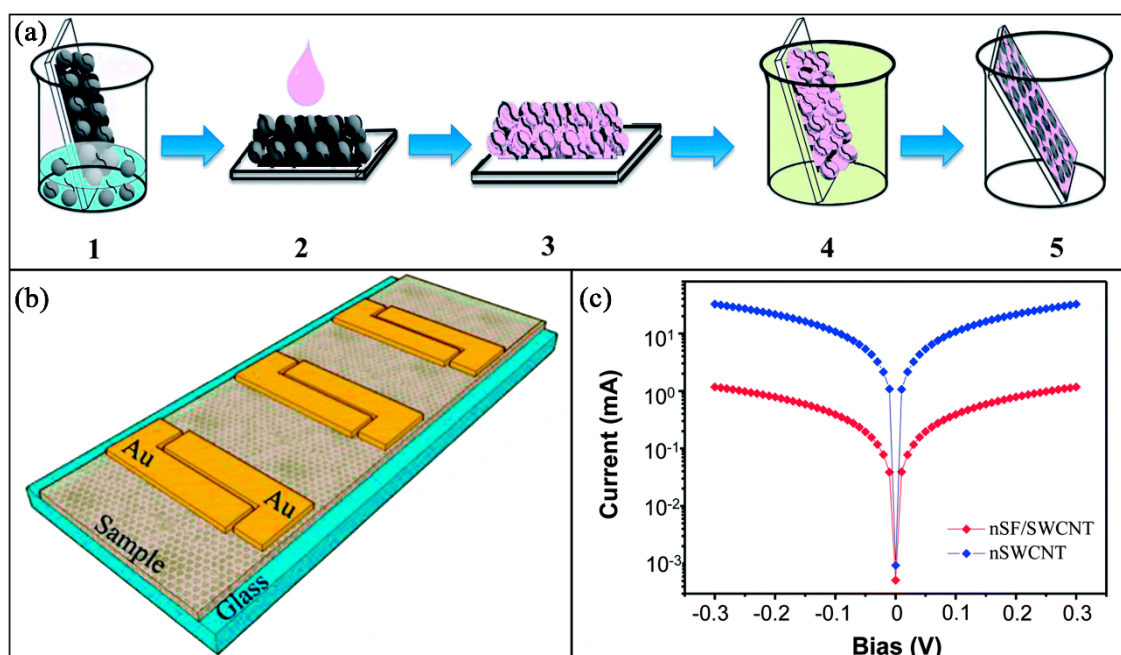 (a)
1
2
3
4
5
(b)
Au
Au
Sample
Glass
(c)
Current (mA)
10¹
10⁰
10⁻¹
10⁻²
10⁻³
nSF/SWCNT
nSWCNT
-0.3
-0.2
-0.1
0
0.1
0.2
0.3
Bias (V)